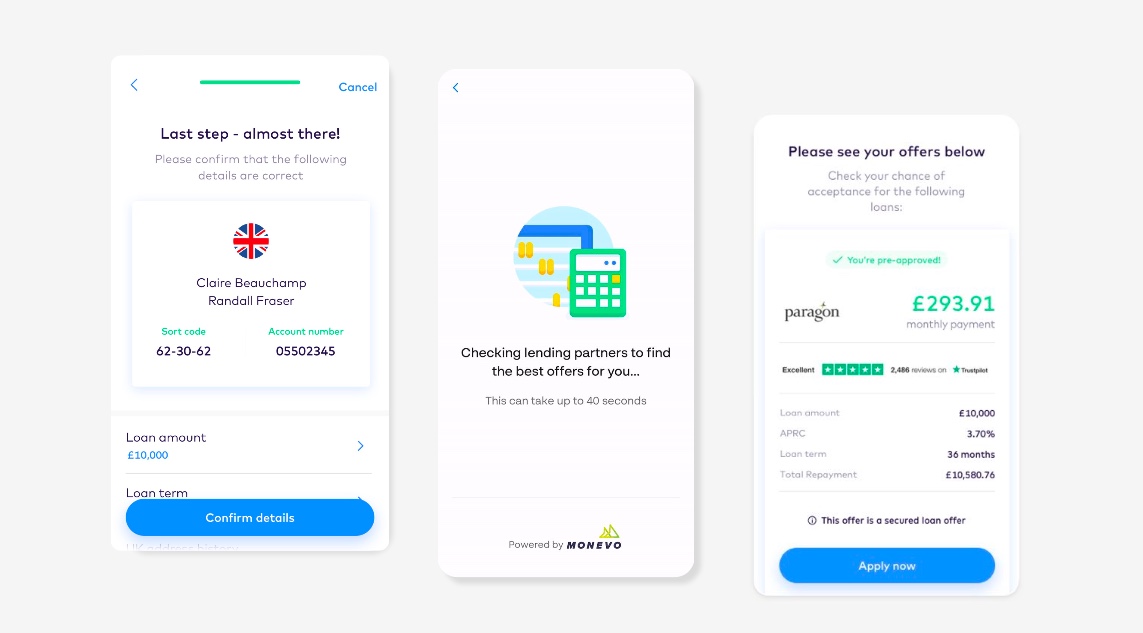 Cancel
Last step - almost there!
Please confirm that the following
details are correct
Claire Beauchamp
Randall Fraser
Sort code
Account number
62-30-62
05502345
Loan amount
£10,000
Loan term
Confirm details
UK address history
Checking lending partners to find
the best offers for you...
This can take up to 40 seconds
Powered by MONEVO
Please see your offers below
Check your chance of
acceptance for the following
loans:
You're pre-approved!
paragon
£293.91
monthly payment
Excellent 2,486 reviews on Trustpilot
Loan amount £10,000
APRC 3.70%
Loan term 36 months
Total Repayment £10,580.76
This offer is a secured loan offer
Apply now